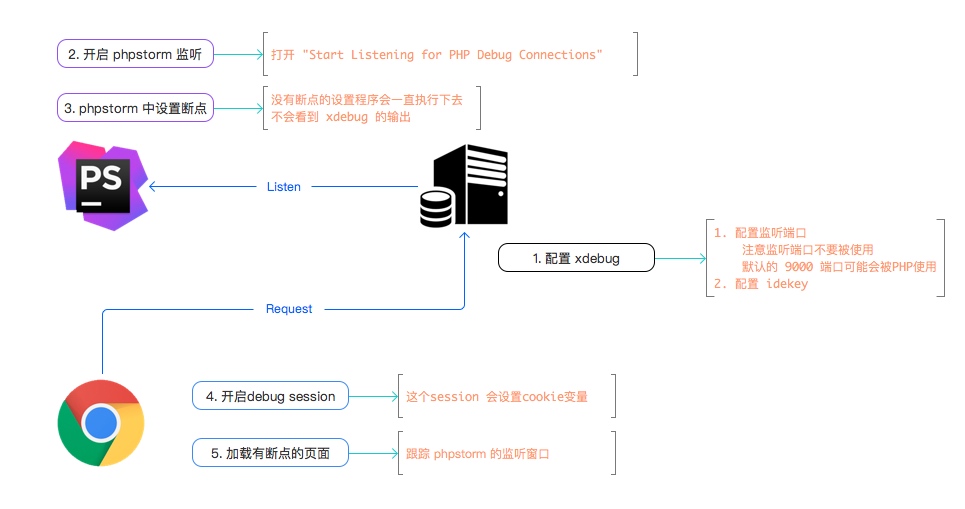 2. 开启 phpstorm 监听
打开 "Start Listening for PHP Debug Connections"
3. phpstorm 中设置断点
没有断点的设置程序会一直执行下去
不会看到 xdebug 的输出
PS
Listen
1. 配置 xdebug
1. 配置监听端口
注意监听端口不要被使用
默认的 9000 端口可能会被PHP使用
2. 配置 idekey
Request
4. 开启debug session
这个session 会设置cookie变量
5. 加载有断点的页面
跟踪 phpstorm 的监听窗口